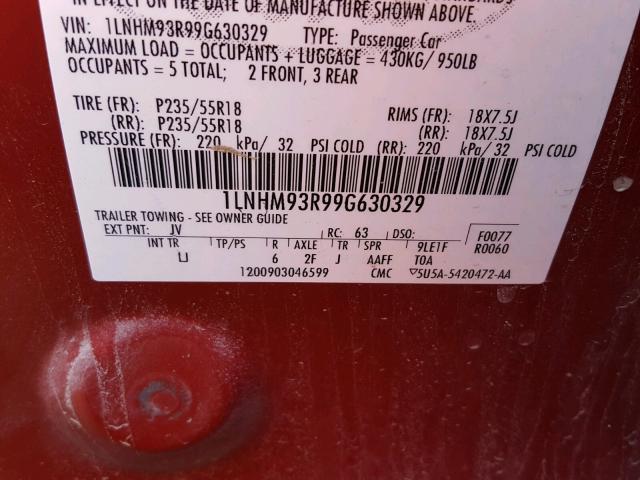 IN EFFECT ON THE DATE OF
MANUFACTURE SHOWN ABOVE.
VIN: 1LNHM93R99G630329 TYPE: Passenger Car
MAXIMUM LOAD = OCCUPANTS + LUGGAGE = 430KG/ 950LB
OCCUPANTS = 5 TOTAL; 2 FRONT, 3 REAR
TIRE (FR): P235/55R18 RIMS (FR): 18X7.5J
(RR): P235/55R18 (RR): 18X7.5J
PRESSURE (FR): 220 kPa/ 32 PSI COLD (RR): 220 kPa/ 32 PSI COLD
1LNHM93R99G630329
TRAILER TOWING - SEE OWNER GUIDE
EXT PNT: JV RC: 63 DSO: F0077
INT TR TP/PS R AXLE TR SPR 9LE1F R0060
6 2F J AAFF TOA
1200903046599 CMC 5U5A-5420472-AA